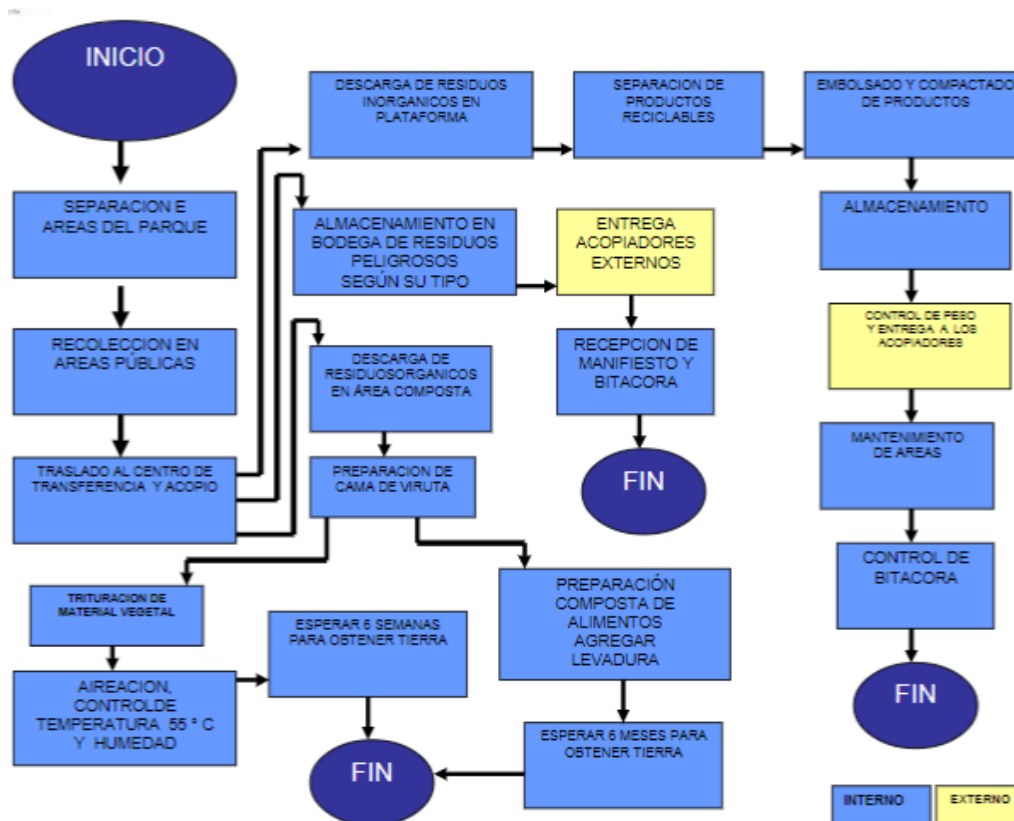 INICIO
SEPARACION E
AREAS DEL PARQUE
RECOLECCION EN
AREAS PÚBLICAS
TRASLADO AL CENTRO DE
TRANSFERENCIA Y ACOPIO
DESCARGA DE RESIDUOS
INORGANICOS EN
PLATAFORMA
SEPARACION DE
PRODUCTOS
RECICLABLES
EMBOLSADO Y COMPACTADO
DE PRODUCTOS
ALMACENAMIENTO
CONTROL DE PESO
Y ENTREGA A LOS
ACOPIADORES
MANTENIMIENTO
DE AREAS
CONTROL DE
BITACORA
FIN
ALMACENAMIENTO EN
BODEGA DE RESIDUOS
PELIGROSOS
SEGÚN SU TIPO
ENTREGA
ACOPIADORES
EXTERNOS
RECEPCION DE
MANIFIESTO Y
BITACORA
FIN
DESCARGA DE
RESIDUOSORGANICOS
EN ÁREA COMPOSTA
PREPARACION DE
CAMA DE VIRUTA
TRITURACION DE
MATERIAL VEGETAL
AIREACION,
CONTROLDE
TEMPERATURA 55 ° C
Y HUMEDAD
ESPERAR 6 SEMANAS
PARA OBTENER TIERRA
PREPARACIÓN
COMPOSTA DE
ALIMENTOS
AGREGAR
LEVADURA
ESPERAR 6 MESES PARA
OBTENER TIERRA
FIN
INTERNO
EXTERNO